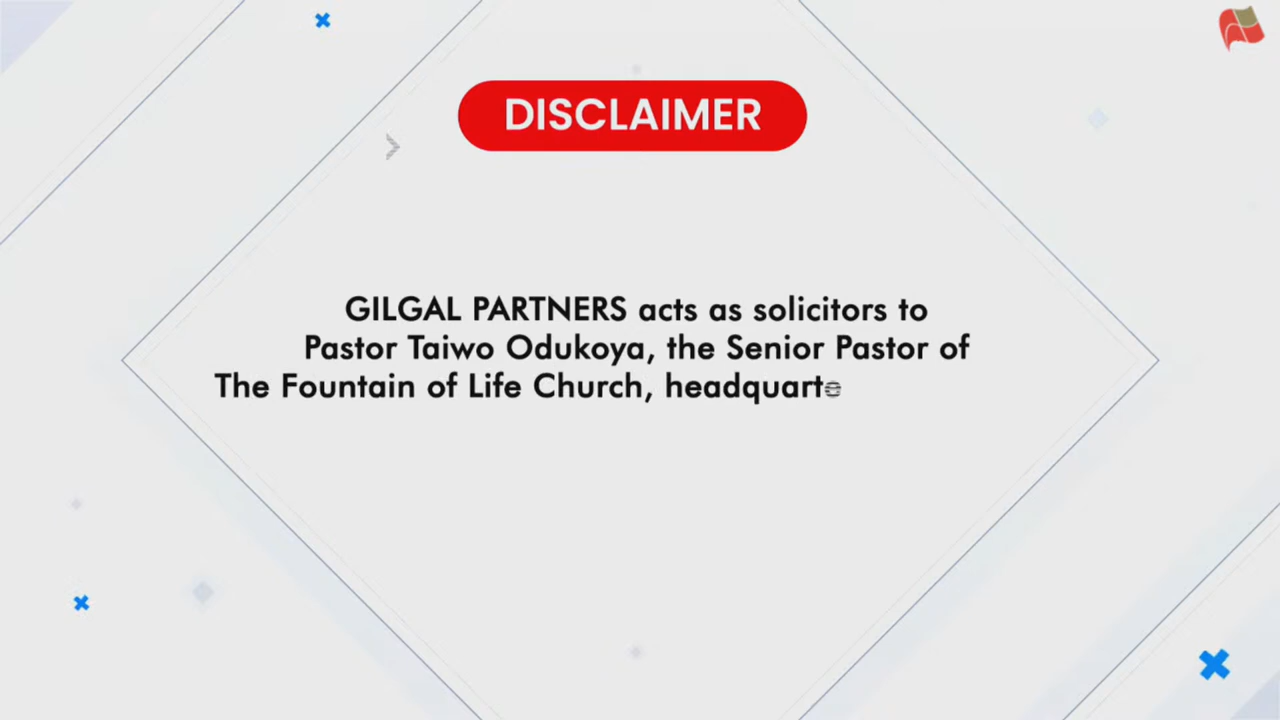 DISCLAIMER
GILGAL PARTNERS acts as solicitors to
Pastor Taiwo Odukoya, the Senior Pastor of
The Fountain of Life Church, headquarte